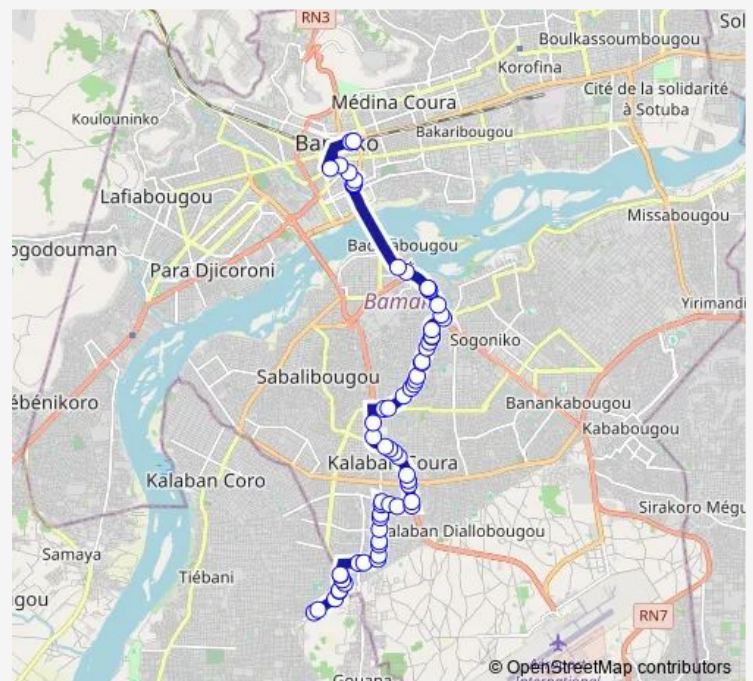 RN3
Sol
Boulkassoumbougou
Korofina
Cité de la solidarité
à Sotuba
Médina Coura
Koulouninko
Bakaribougou
Lafiabougou
Missabougou
ogodouman
Para Djicoroni
Yirimandi
Sogoniko
Sabalibougou
ébénikoro
Banankabougou
Kababougou
Kalaban Coura
Kalaban Coro
Sirakoro Mégu
alaban Diallobougou
Samaya
Tiébani
gou
RN7
© OpenStreetMap contributors